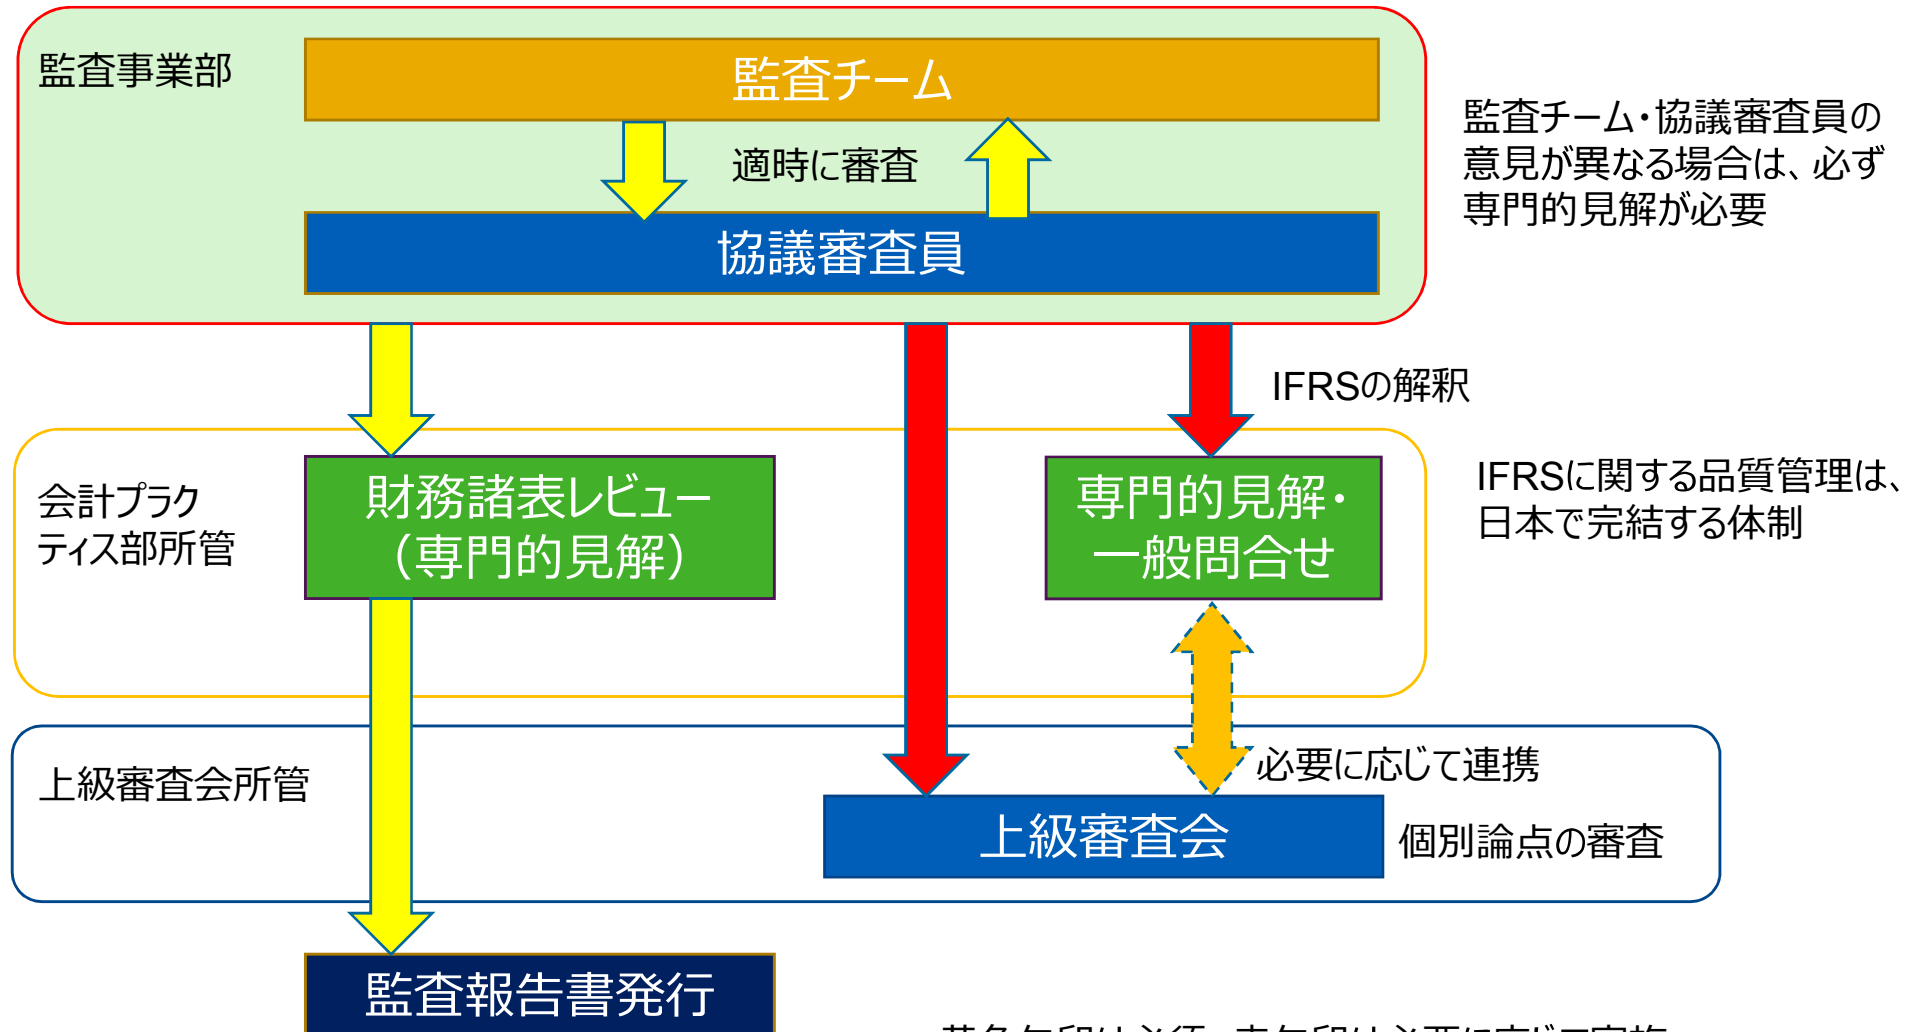 監査事業部
監査チーム
適時に審査
協議審査員
監査チーム・協議審査員の
意見が異なる場合は、必ず
専門的見解が必要
IFRSの解釈
会計プラク
ティス部所管
財務諸表レビュー
（専門的見解）
専門的見解・
一般問合せ
IFRSに関する品質管理は、
日本で完結する体制
上級審査会所管
必要に応じて連携
上級審査会
個別論点の審査
監査報告書発行